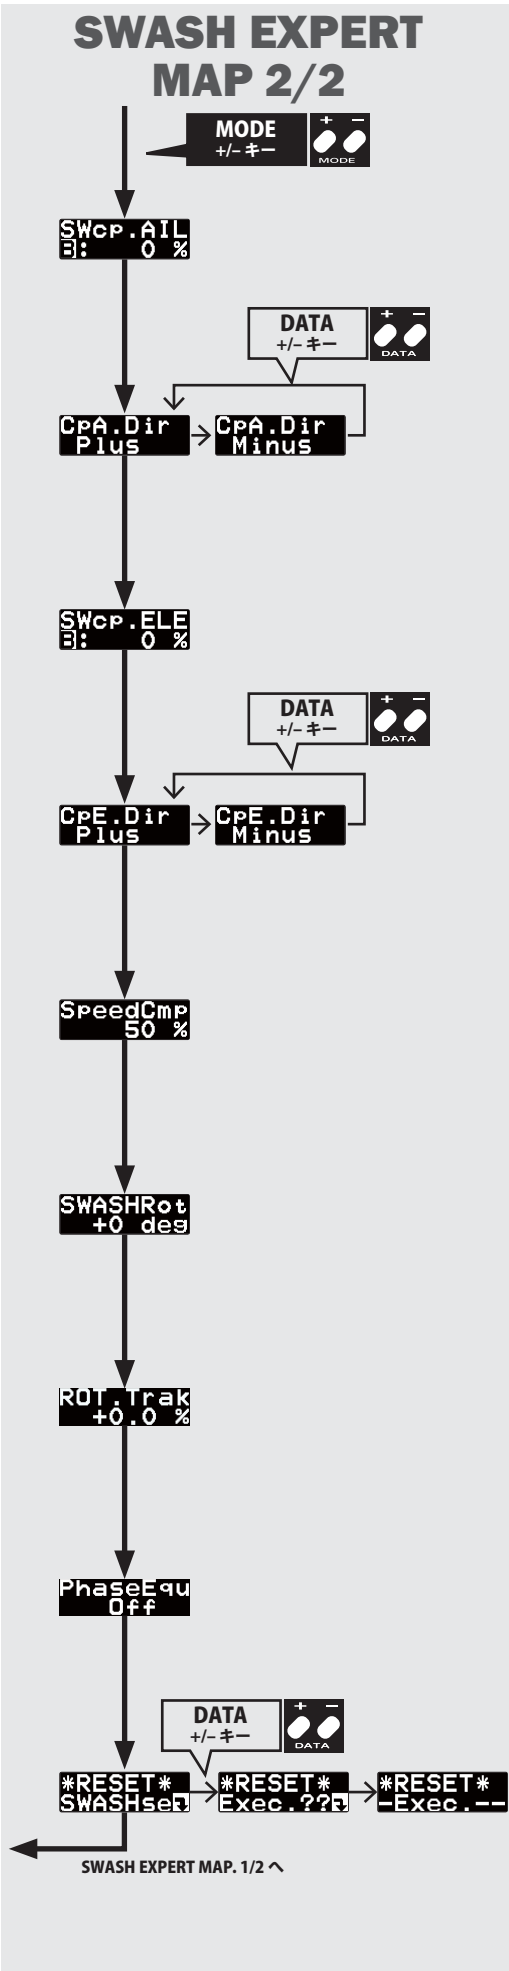 SWASH EXPERT
MAP 2/2
MODE
+/– キー
+ –
MODE
SWcp.AIL
B: 0 %
DATA
+/– キー
+ –
DATA
CpA.Dir
Plus
CpA.Dir
Minus
SWcp.ELE
B: 0 %
DATA
+/– キー
+ –
DATA
CpE.Dir
Plus
CpE.Dir
Minus
SpeedCmp
50 %
SWASHRot
+0 deg
ROT.Trak
+0.0 %
PhaseEqu
Off
DATA
+/– キー
+ –
DATA
*RESET*
SWASHse
*RESET*
Exec.??
*RESET*
-Exec.--
SWASH EXPERT MAP. 1/2 へ